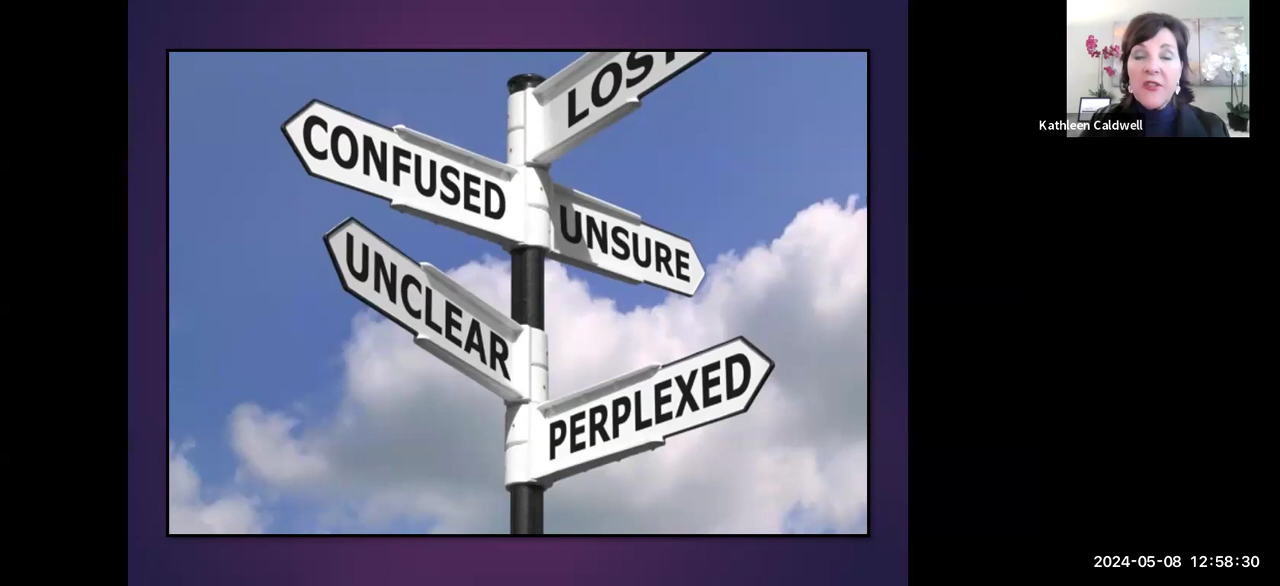 LOST
CONFUSED
UNSURE
UNCLEAR
PERPLEXED
Kathleen Caldwell
2024-05-08 12:58:30